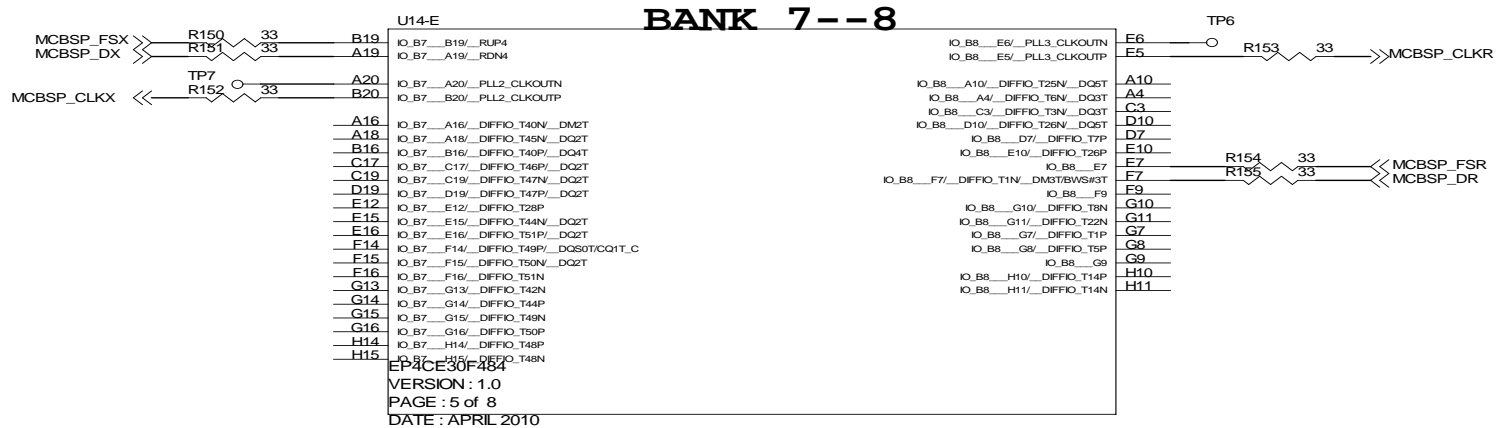 BANK 7--8
U14-E
TP6
MCBSP_FSX R150 33 B19 IO_B7___B19/__RUP4
MCBSP_DX R151 33 A19 IO_B7___A19/__RDN4
TP7 A20 IO_B7___A20/__PLL2_CLKOUTN
MCBSP_CLKX R152 33 B20 IO_B7___B20/__PLL2_CLKOUTP
A16 IO_B7___A16/__DIFFIO_T40N/__DM2T
A18 IO_B7___A18/__DIFFIO_T45N/__DQ2T
B16 IO_B7___B16/__DIFFIO_T40P/__DQ4T
C17 IO_B7___C17/__DIFFIO_T46P/__DQ2T
C19 IO_B7___C19/__DIFFIO_T47N/__DQ2T
D19 IO_B7___D19/__DIFFIO_T47P/__DQ2T
E12 IO_B7___E12/__DIFFIO_T28P
E15 IO_B7___E15/__DIFFIO_T44N/__DQ2T
E16 IO_B7___E16/__DIFFIO_T51P/__DQ2T
F14 IO_B7___F14/__DIFFIO_T49P/__DQS0T/CQ1T_C
F15 IO_B7___F15/__DIFFIO_T50N/__DQ2T
F16 IO_B7___F16/__DIFFIO_T51N
G13 IO_B7___G13/__DIFFIO_T42N
G14 IO_B7___G14/__DIFFIO_T44P
G15 IO_B7___G15/__DIFFIO_T49N
G16 IO_B7___G16/__DIFFIO_T50P
H14 IO_B7___H14/__DIFFIO_T48P
H15 IO_B7___H15/__DIFFIO_T48N
IO_B8___E6/__PLL3_CLKOUTN E6
IO_B8___E5/__PLL3_CLKOUTP E5 R153 33 MCBSP_CLKR
IO_B8___A10/__DIFFIO_T25N/__DQ5T A10
IO_B8___A4/__DIFFIO_T6N/__DQ3T A4
IO_B8___C3/__DIFFIO_T3N/__DQ3T C3
IO_B8___D10/__DIFFIO_T26N/__DQ5T D10
IO_B8___D7/__DIFFIO_T7P D7
IO_B8___E10/__DIFFIO_T26P E10
IO_B8___E7 E7 R154 33 MCBSP_FSR
IO_B8___F7/__DIFFIO_T1N/__DM3T/BWS#3T F7 R155 33 MCBSP_DR
IO_B8___F9 F9
IO_B8___G10/__DIFFIO_T8N G10
IO_B8___G11/__DIFFIO_T22N G11
IO_B8___G7/__DIFFIO_T1P G7
IO_B8___G8/__DIFFIO_T5P G8
IO_B8___G9 G9
IO_B8___H10/__DIFFIO_T14P H10
IO_B8___H11/__DIFFIO_T14N H11
EP4CE30F484
VERSION : 1.0
PAGE : 5 of 8
DATE : APRIL 2010